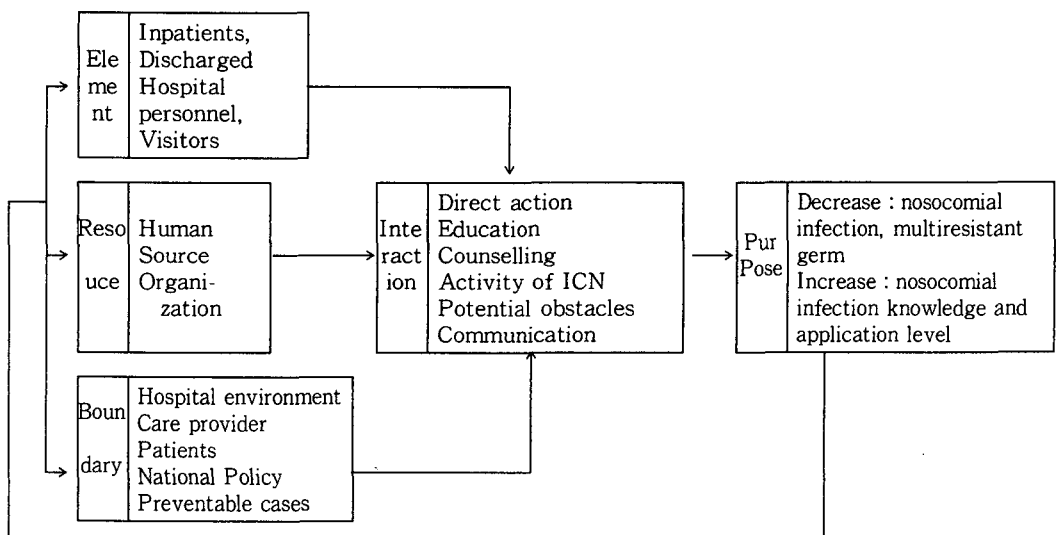 Ele
me
nt
Inpatients,
Discharged
Hospital
personnel,
Visitors
Reso
uce
Human
Source
Organi-
zation
Boun
dary
Hospital environment
Care provider
Patients
National Policy
Preventable cases
Inte
ract
ion
Direct action
Education
Counselling
Activity of ICN
Potential obstacles
Communication
Pur
Pose
Decrease : nosocomial
infection, multiresistant
germ
Increase : nosocomial
infection knowledge and
application level